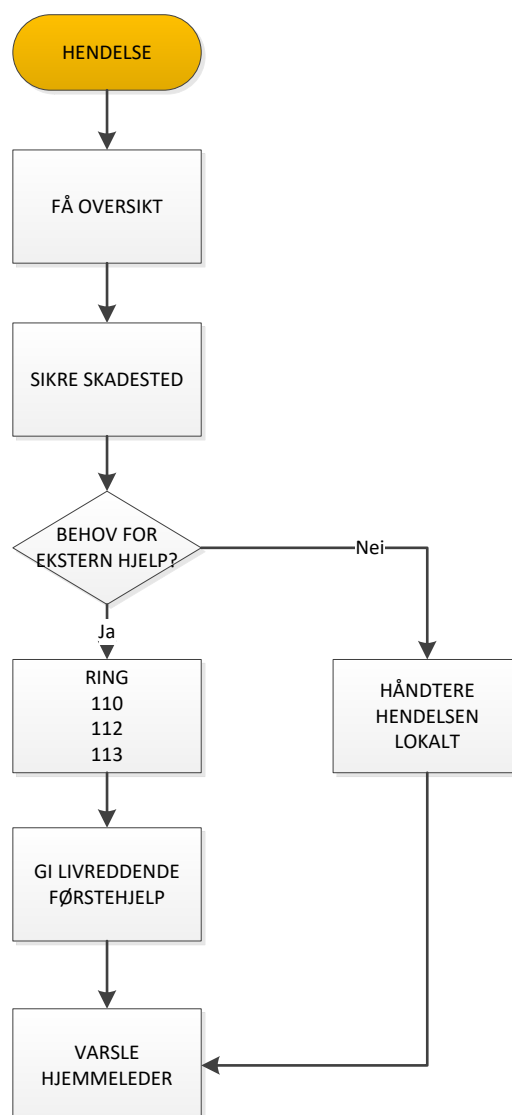 HENDELSE
FÅ OVERSIKT
SIKRE SKADESTED
BEHOV FOR
EKSTERN HJELP?
Nei
Ja
RING
110
112
113
HÅNDTERE
HENDELSEN
LOKALT
GI LIVREDDENDE
FØRSTEHJELP
VARSLE
HJEMMELEDER